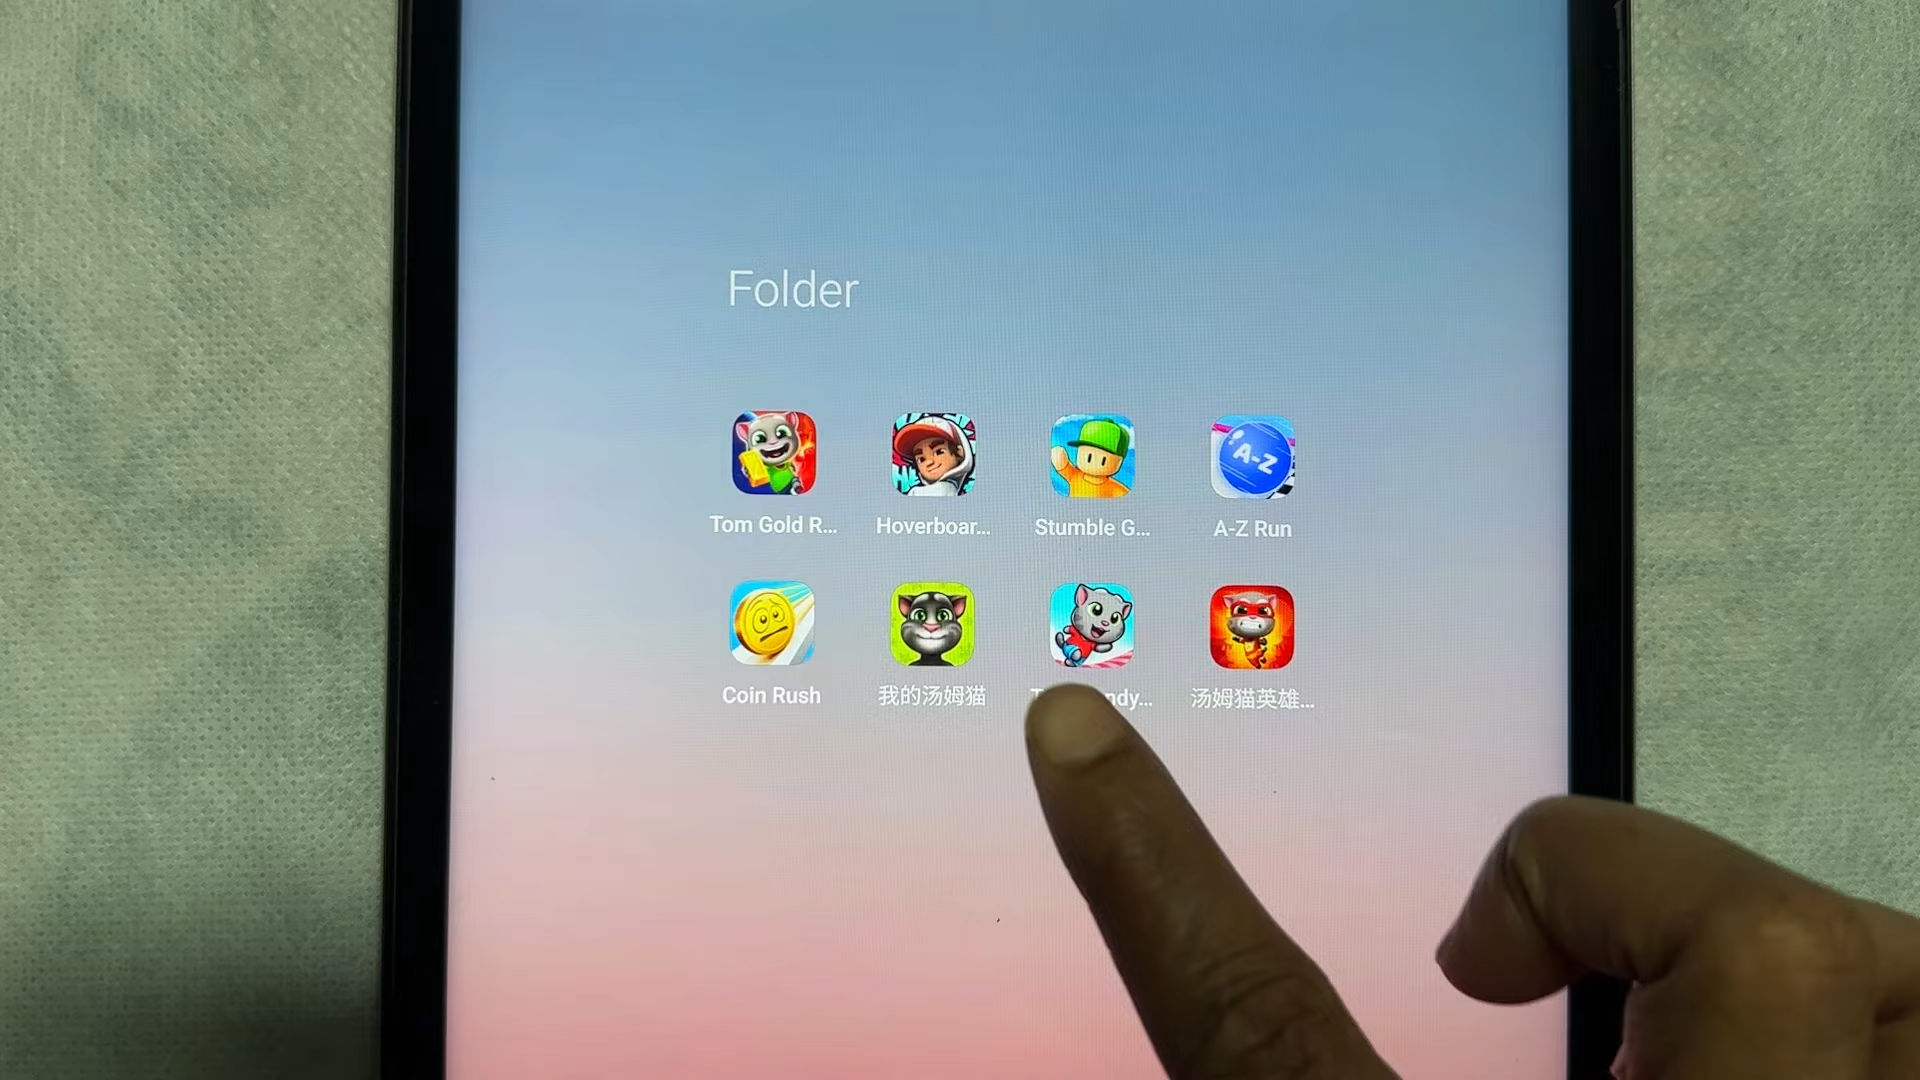 Folder
A-Z
Tom Gold R...
Hoverboar...
Stumble G...
A-Z Run
Coin Rush
我的汤姆猫
ndy...
汤姆猫英雄...